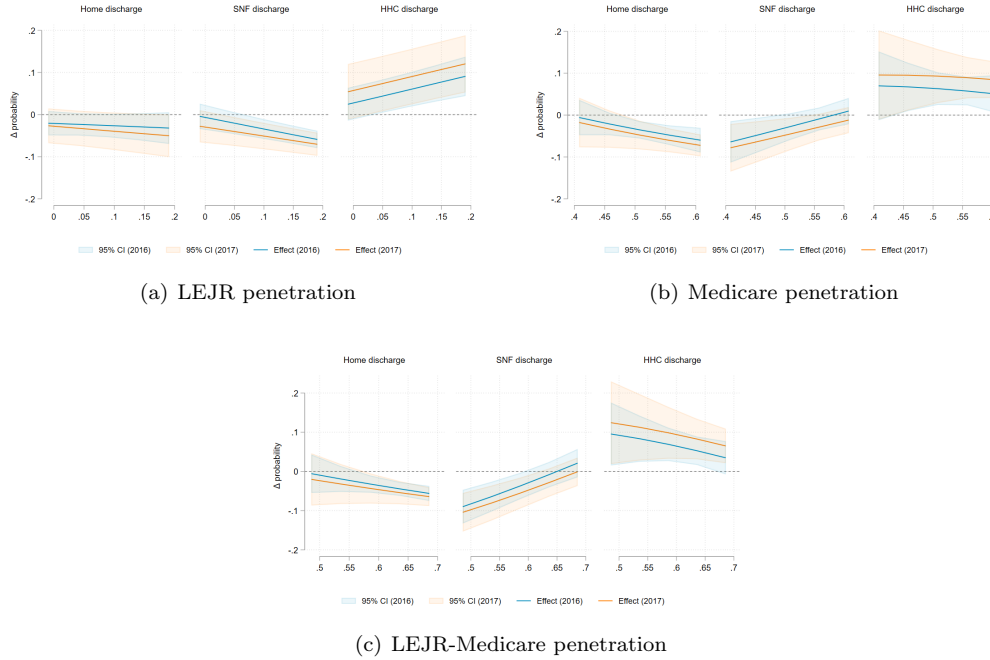 Home discharge SNF discharge HHC discharge
.2
.1
0
-.1
-.2
Δ probability
0 .05 .1 .15 .2 0 .05 .1 .15 .2 0 .05 .1 .15 .2
95% CI (2016) 95% CI (2017) Effect (2016) Effect (2017)
(a) LEJR penetration
Home discharge SNF discharge HHC discharge
.2
.1
0
-.1
-.2
Δ probability
.4 .45 .5 .55 .6 .4 .45 .5 .55 .6 .4 .45 .5 .55
95% CI (2016) 95% CI (2017) Effect (2016) Effect (2017)
(b) Medicare penetration
Home discharge SNF discharge HHC discharge
.2
.1
0
-.1
-.2
Δ probability
.5 .55 .6 .65 .7 .5 .55 .6 .65 .7 .5 .55 .6 .65 .7
95% CI (2016) 95% CI (2017) Effect (2016) Effect (2017)
(c) LEJR-Medicare penetration